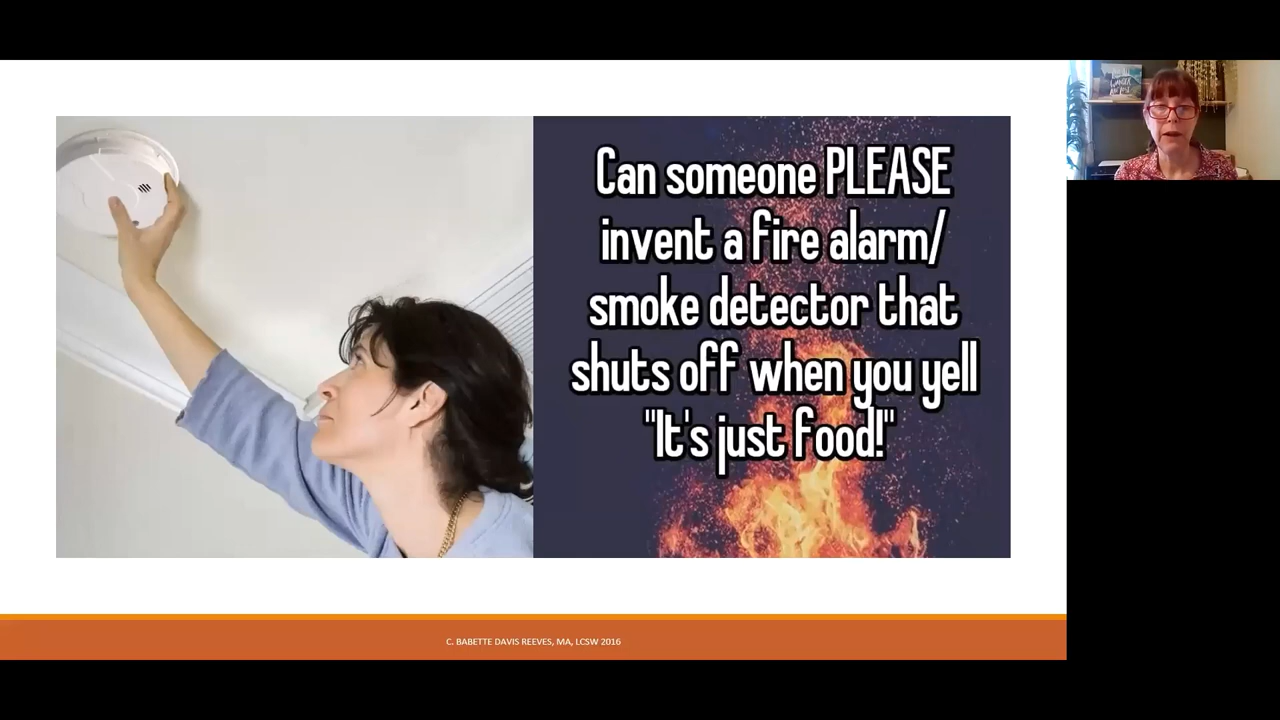 Can someone PLEASE
invent a fire alarm/
smoke detector that
shuts off when you yell
"It's just food!"
C. BABETTE DAVIS REEVES, MA, LCSW 2016